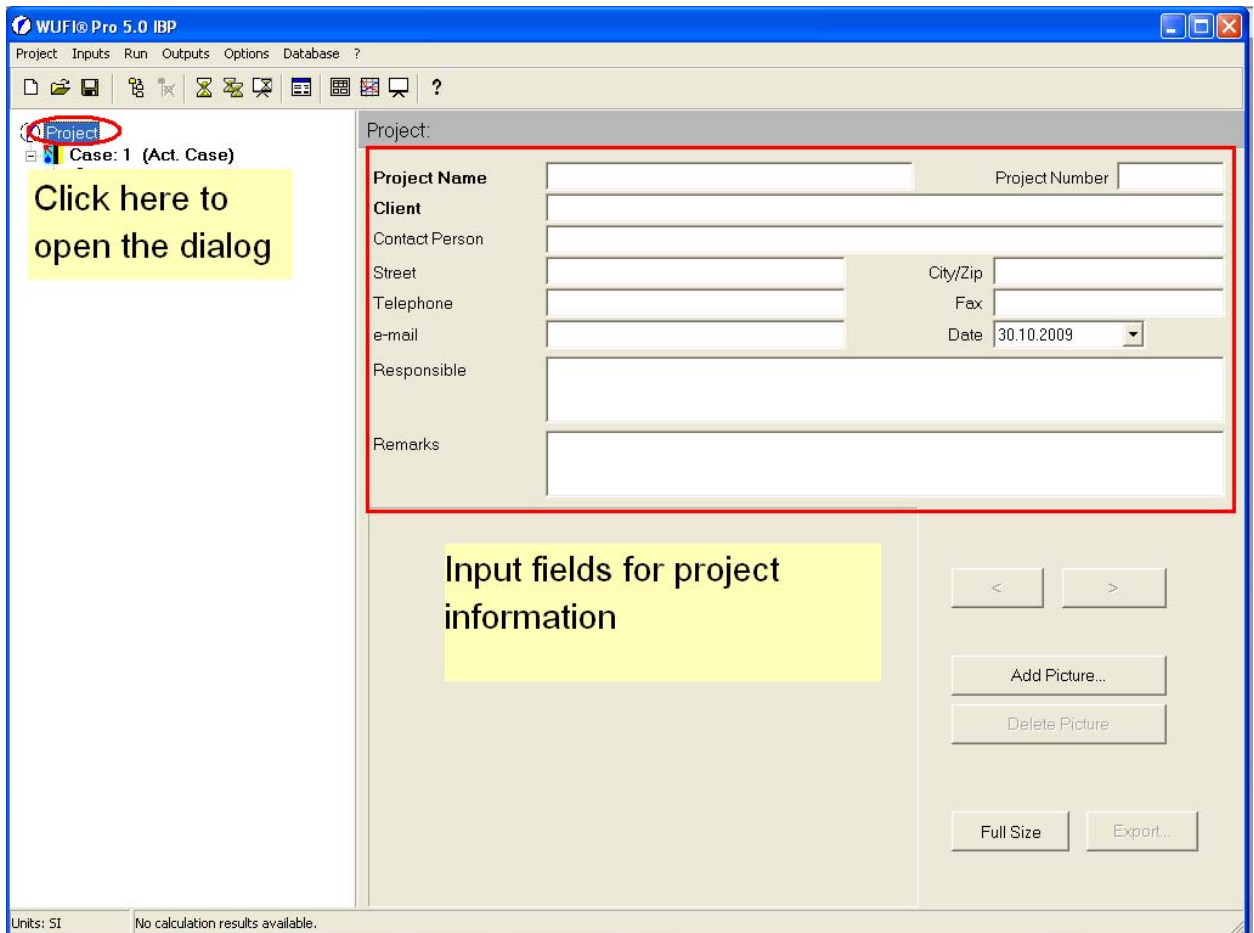 WUFI® Pro 5.0 IBP
Project Inputs Run Outputs Options Database ?
?
Project
Case: 1 (Act. Case)
Click here to
open the dialog
Project:
Project Name
Project Number
Client
Contact Person
Street
City/Zip
Telephone
Fax
e-mail
Date 30.10.2009
Responsible
Remarks
Input fields for project
information
< >
Add Picture...
Delete Picture
Full Size Export...
Units: SI No calculation results available.